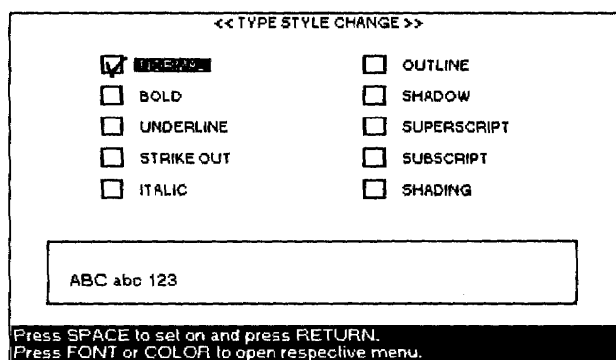 << TYPE STYLE CHANGE >>
OUTLINE
BOLD SHADOW
UNDERLINE SUPERSCRIPT
STRIKE OUT SUBSCRIPT
ITALIC SHADING
ABC abc 123
Press SPACE to set on and press RETURN.
Press FONT or COLOR to open respective menu.